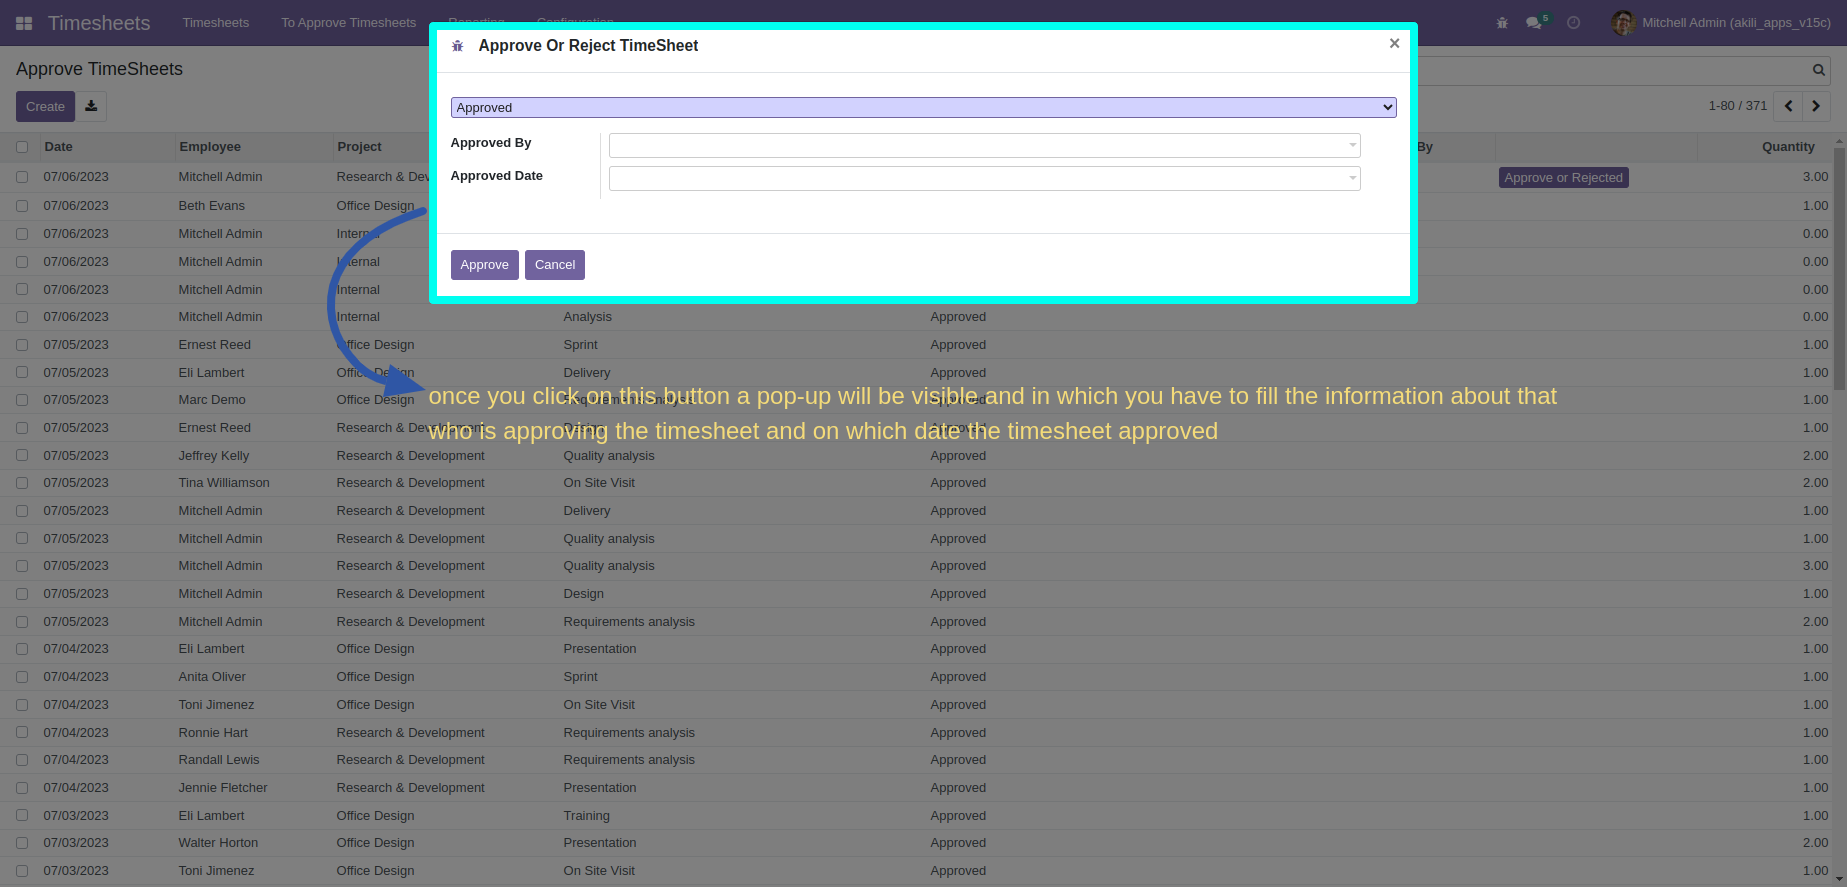 Timesheets Timesheets To Approve Timesheets Reporting Configuration 5 Mitchell Admin (akili_apps_v15c)
Approve Or Reject TimeSheet ×
Approve TimeSheets
Create 1-80 / 371
Approved
Approved By
Approved Date
Approve Cancel
Date Employee Project By Quantity
07/06/2023 Mitchell Admin Research & Dev Approve or Rejected 3.00
07/06/2023 Beth Evans Office Design 1.00
07/06/2023 Mitchell Admin Internal 0.00
07/06/2023 Mitchell Admin Internal 0.00
07/06/2023 Mitchell Admin Internal 0.00
07/06/2023 Mitchell Admin Internal Analysis Approved 0.00
07/05/2023 Ernest Reed Office Design Sprint Approved 1.00
07/05/2023 Eli Lambert Office Design Delivery Approved 1.00
once you click on this button a pop-up will be visible and in which you have to fill the information about that
who is approving the timesheet and on which date the timesheet approved
07/05/2023 Marc Demo Office Design Requirements analysis Approved 1.00
07/05/2023 Ernest Reed Research & Development Design Approved 1.00
07/05/2023 Jeffrey Kelly Research & Development Quality analysis Approved 2.00
07/05/2023 Tina Williamson Research & Development On Site Visit Approved 2.00
07/05/2023 Mitchell Admin Research & Development Delivery Approved 1.00
07/05/2023 Mitchell Admin Research & Development Quality analysis Approved 1.00
07/05/2023 Mitchell Admin Research & Development Quality analysis Approved 3.00
07/05/2023 Mitchell Admin Research & Development Design Approved 1.00
07/05/2023 Mitchell Admin Research & Development Requirements analysis Approved 2.00
07/04/2023 Eli Lambert Office Design Presentation Approved 1.00
07/04/2023 Anita Oliver Office Design Sprint Approved 1.00
07/04/2023 Toni Jimenez Office Design On Site Visit Approved 1.00
07/04/2023 Ronnie Hart Research & Development Requirements analysis Approved 1.00
07/04/2023 Randall Lewis Research & Development Requirements analysis Approved 1.00
07/04/2023 Jennie Fletcher Research & Development Presentation Approved 1.00
07/03/2023 Eli Lambert Office Design Training Approved 1.00
07/03/2023 Walter Horton Office Design Presentation Approved 2.00
07/03/2023 Toni Jimenez Office Design On Site Visit Approved 1.00